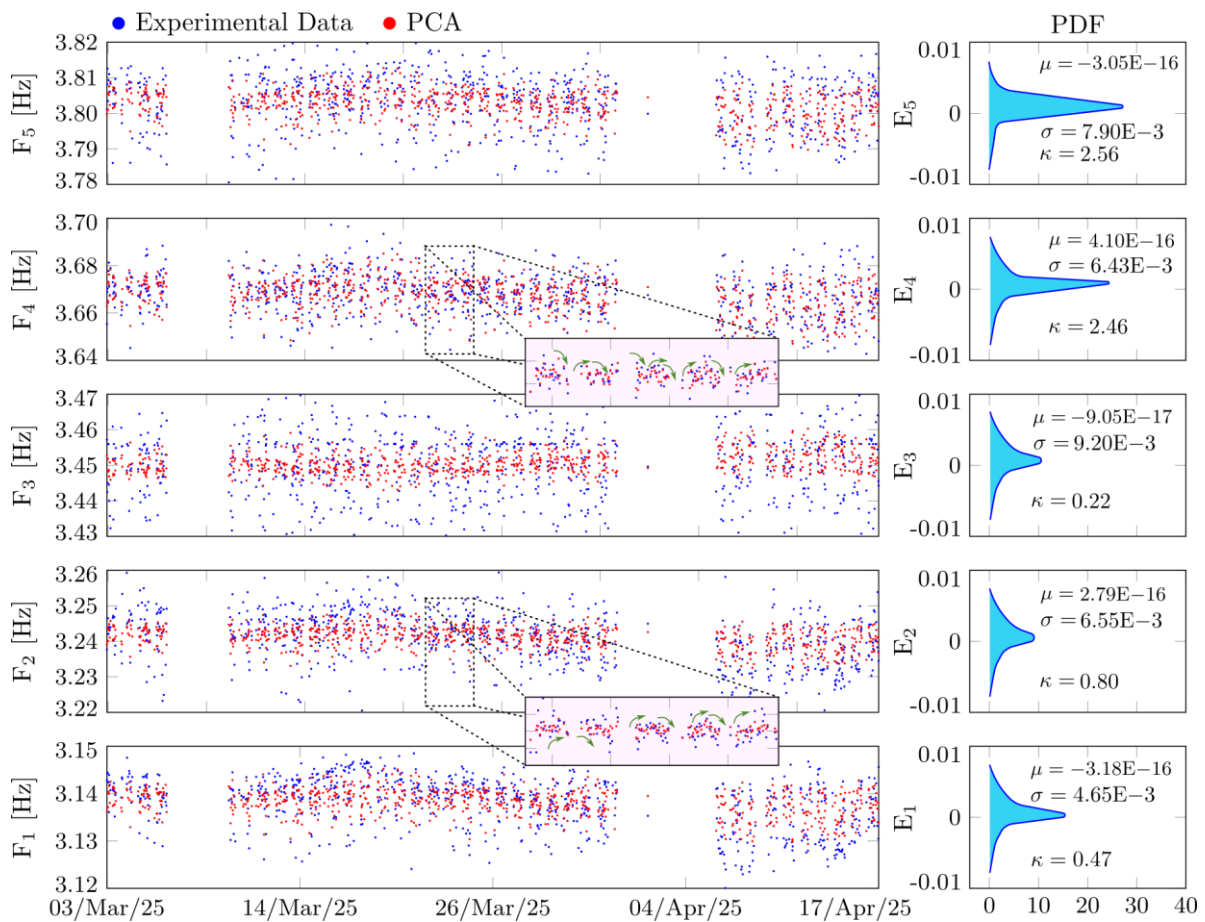 Experimental Data PCA PDF
F5 [Hz]
3.82
3.81
3.80
3.79
3.78
E5
0.01
0
-0.01
μ = −3.05E−16
σ = 7.90E−3
κ = 2.56
F4 [Hz]
3.70
3.68
3.66
3.64
E4
0.01
0
-0.01
μ = 4.10E−16
σ = 6.43E−3
κ = 2.46
F3 [Hz]
3.47
3.46
3.45
3.44
3.43
E3
0.01
0
-0.01
μ = −9.05E−17
σ = 9.20E−3
κ = 0.22
F2 [Hz]
3.26
3.25
3.24
3.23
3.22
E2
0.01
0
-0.01
μ = 2.79E−16
σ = 6.55E−3
κ = 0.80
F1 [Hz]
3.15
3.14
3.13
3.12
E1
0.01
0
-0.01
μ = −3.18E−16
σ = 4.65E−3
κ = 0.47
03/Mar/25 14/Mar/25 26/Mar/25 04/Apr/25 17/Apr/25
0 10 20 30 40